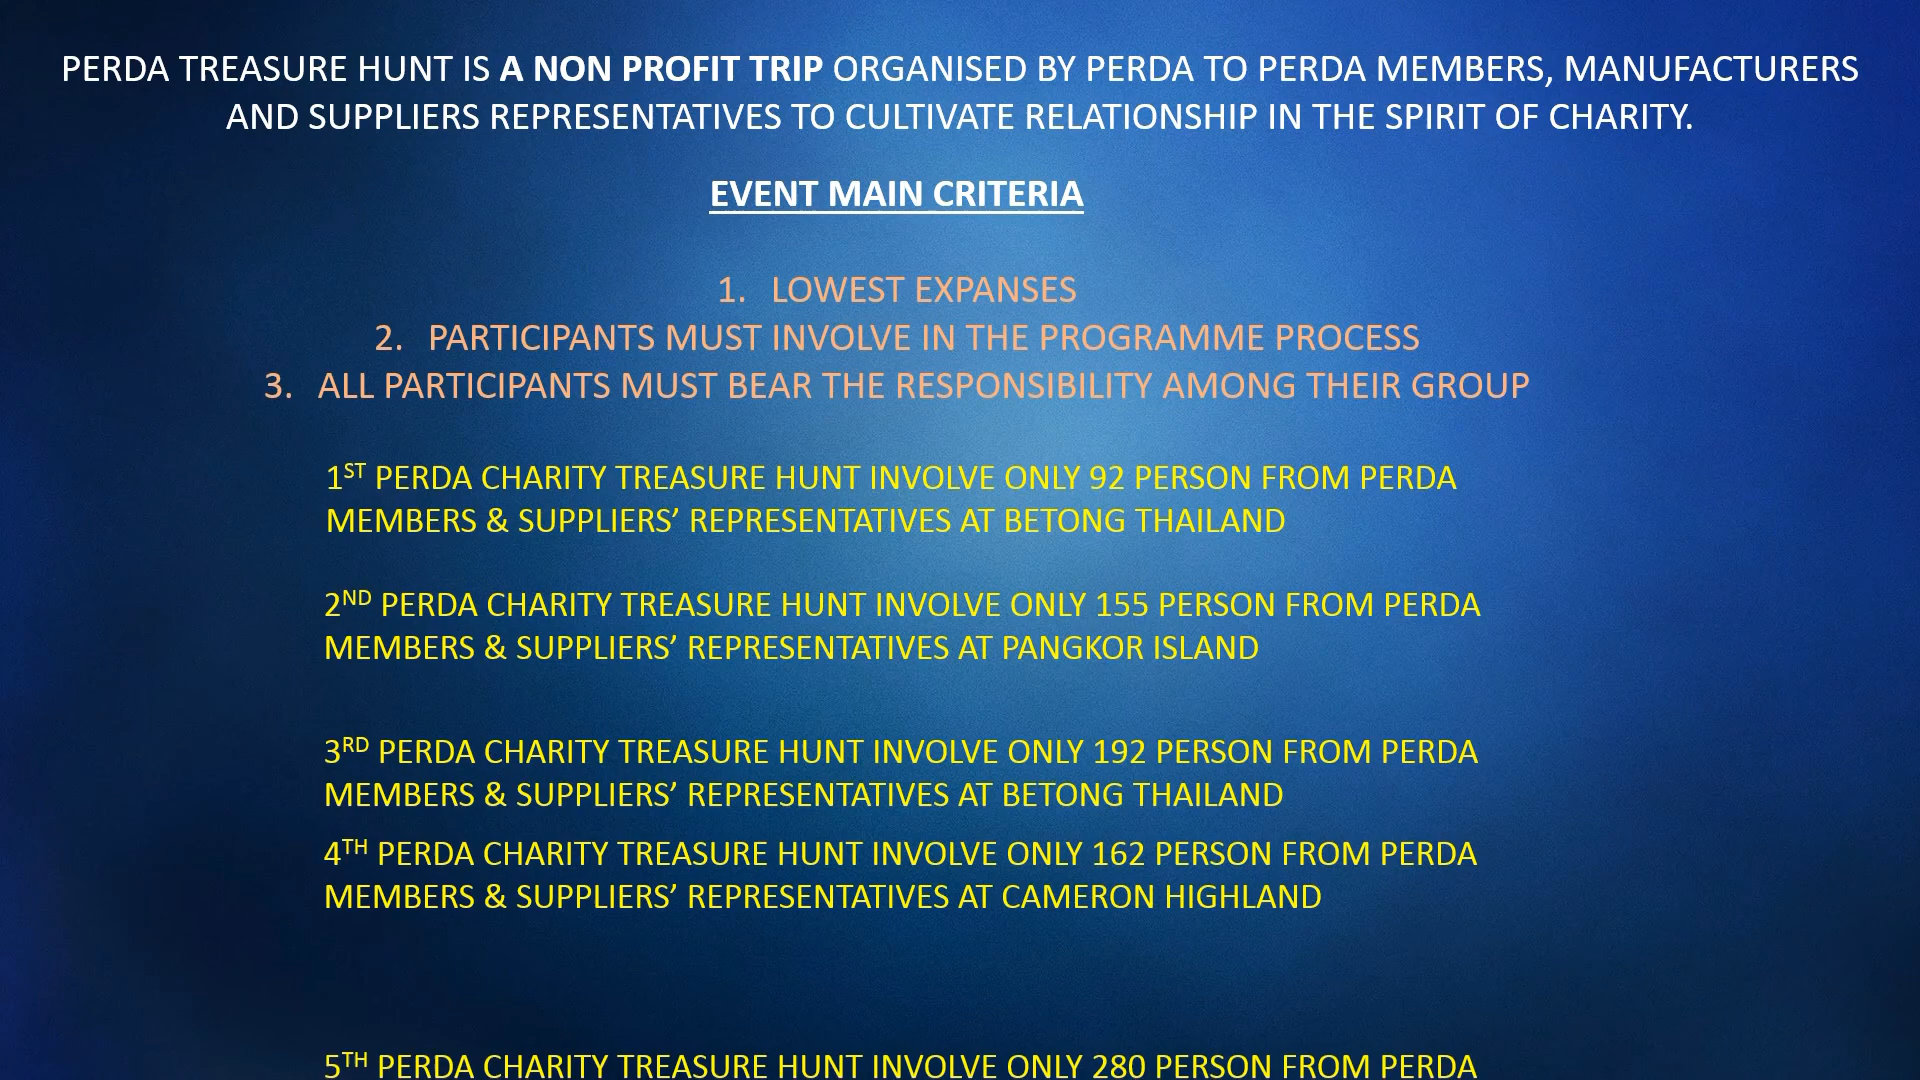 PERDA TREASURE HUNT IS A NON PROFIT TRIP ORGANISED BY PERDA TO PERDA MEMBERS, MANUFACTURERS
AND SUPPLIERS REPRESENTATIVES TO CULTIVATE RELATIONSHIP IN THE SPIRIT OF CHARITY.
EVENT MAIN CRITERIA
1. LOWEST EXPANSES
2. PARTICIPANTS MUST INVOLVE IN THE PROGRAMME PROCESS
3. ALL PARTICIPANTS MUST BEAR THE RESPONSIBILITY AMONG THEIR GROUP
1ST PERDA CHARITY TREASURE HUNT INVOLVE ONLY 92 PERSON FROM PERDA
MEMBERS & SUPPLIERS’ REPRESENTATIVES AT BETONG THAILAND
2ND PERDA CHARITY TREASURE HUNT INVOLVE ONLY 155 PERSON FROM PERDA
MEMBERS & SUPPLIERS’ REPRESENTATIVES AT PANGKOR ISLAND
3RD PERDA CHARITY TREASURE HUNT INVOLVE ONLY 192 PERSON FROM PERDA
MEMBERS & SUPPLIERS’ REPRESENTATIVES AT BETONG THAILAND
4TH PERDA CHARITY TREASURE HUNT INVOLVE ONLY 162 PERSON FROM PERDA
MEMBERS & SUPPLIERS’ REPRESENTATIVES AT CAMERON HIGHLAND
5TH PERDA CHARITY TREASURE HUNT INVOLVE ONLY 280 PERSON FROM PERDA